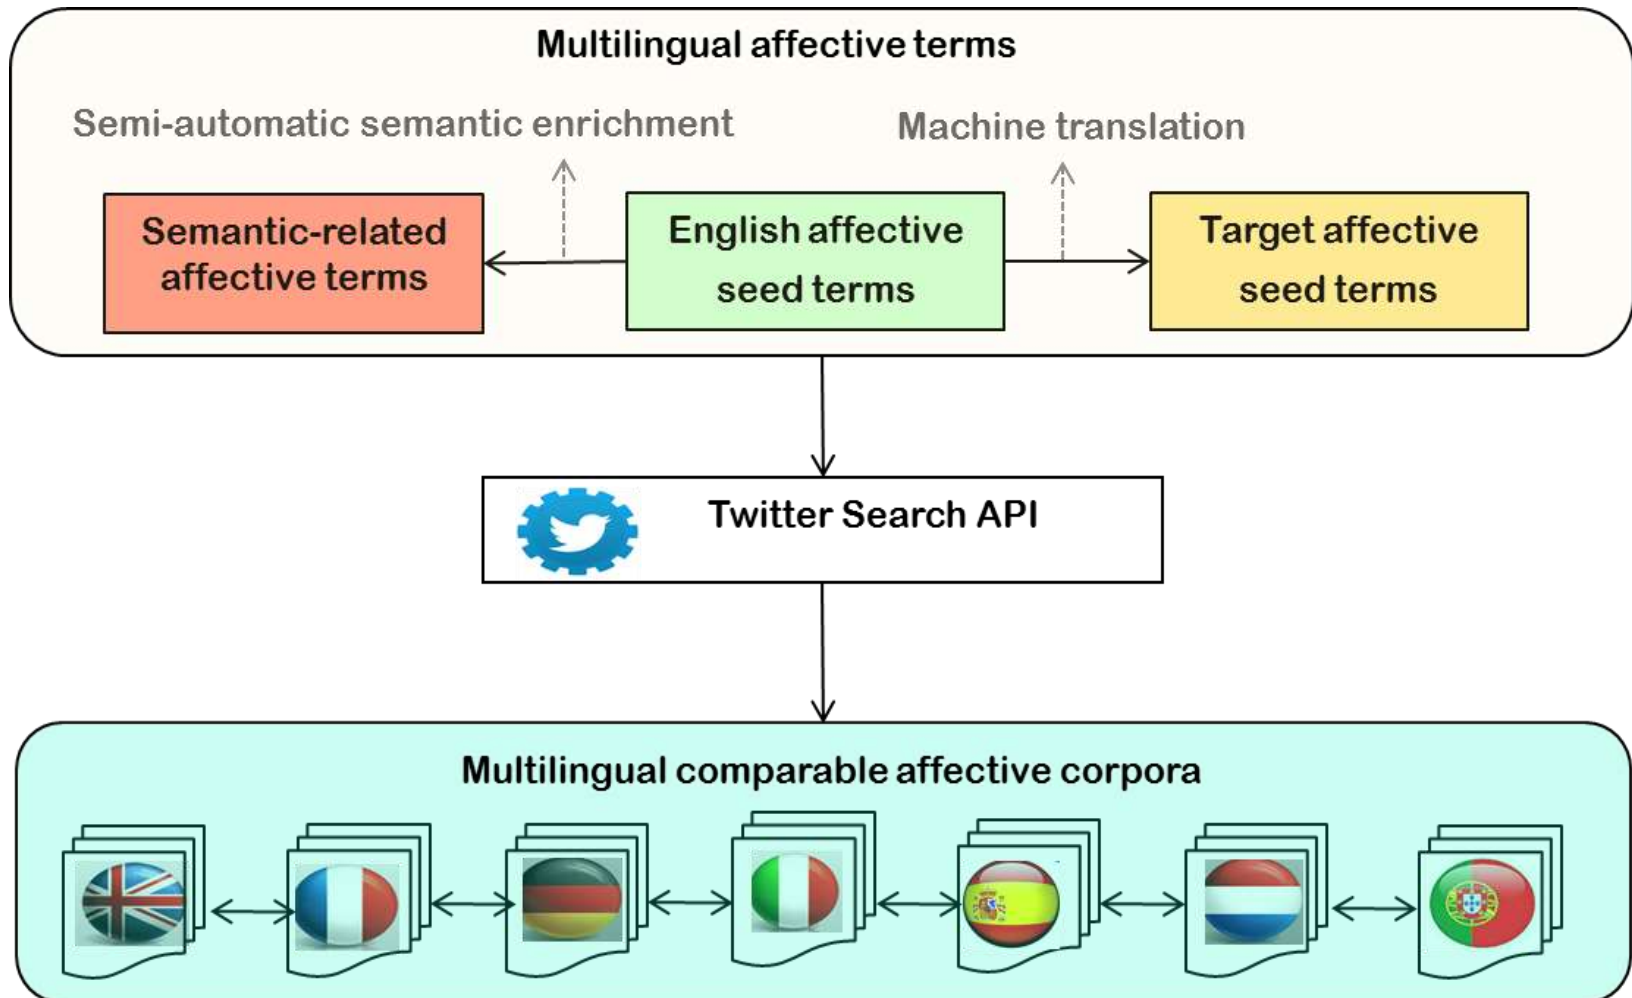 Multilingual affective terms
Semi-automatic semantic enrichment
Machine translation
Semantic-related
affective terms
English affective
seed terms
Target affective
seed terms
Twitter Search API
Multilingual comparable affective corpora